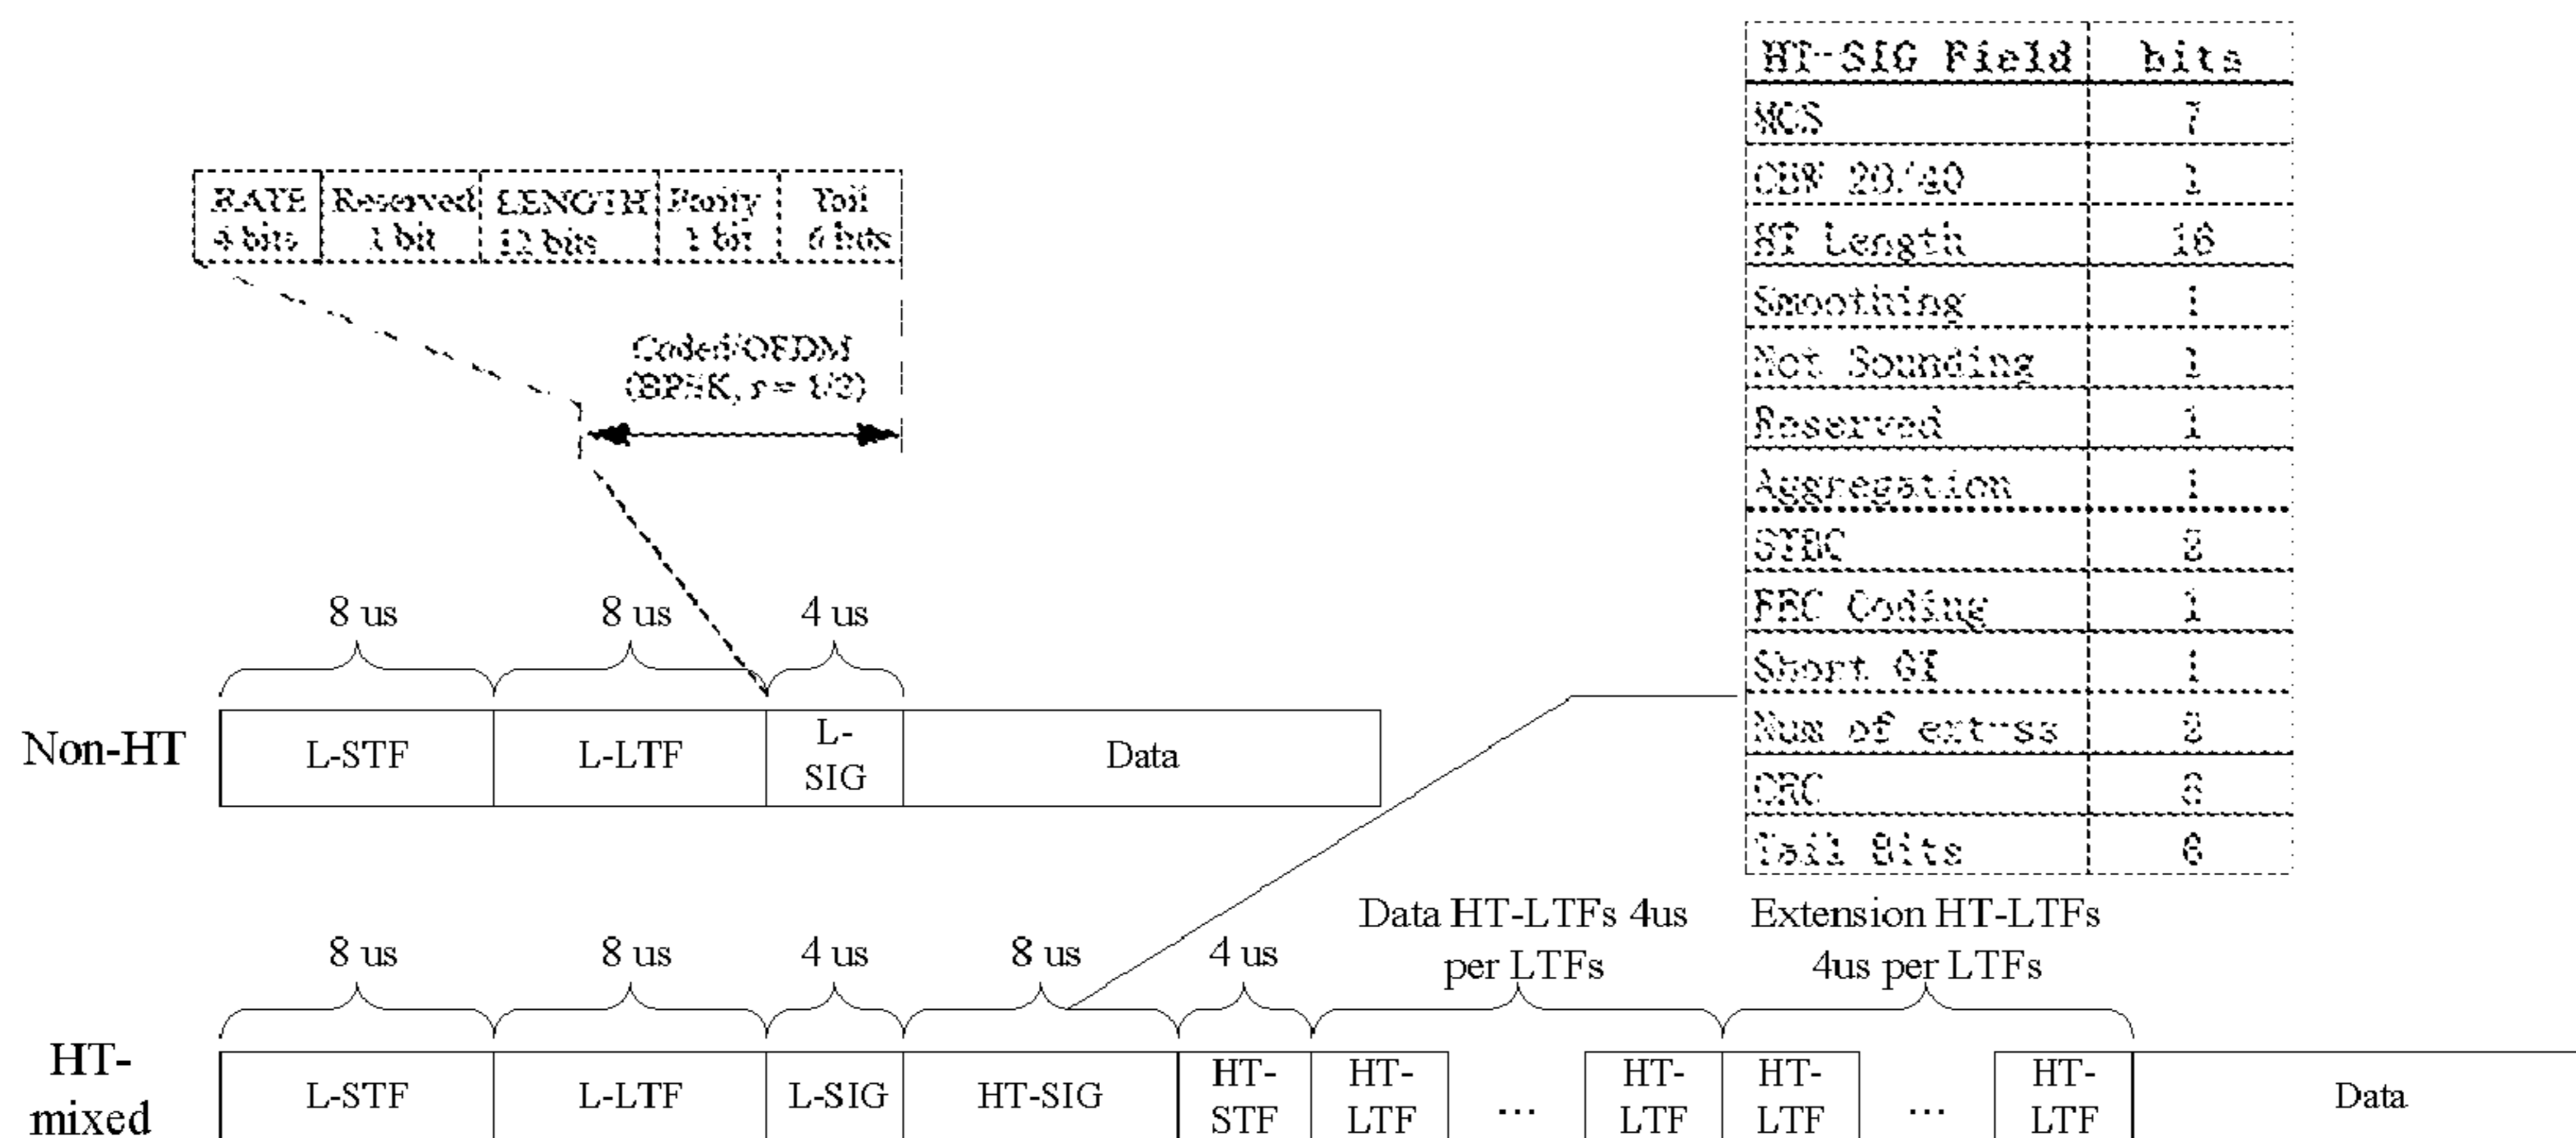 HT-SIG Field bits
MCS 7
CBW 20/40 1
HT Length 16
Smoothing 1
Not Sounding 1
Reserved 1
Aggregation 1
STBC 2
FEC Coding 1
Short GI 1
Num of ext-ss 2
CRC 8
Tail Bits 6
RATE Reserved LENGTH Parity Tail
4 bits 1 bit 12 bits 1 bit 6 bits
Coded/OFDM
(BPSK, r = 1/2)
8 us 8 us 4 us
Non-HT L-STF L-LTF L-SIG Data
Data HT-LTFs 4us
per LTFs
Extension HT-LTFs
4us per LTFs
8 us 8 us 4 us 8 us 4 us
HT-
mixed
L-STF L-LTF L-SIG HT-SIG HT-STF HT-LTF ... HT-LTF HT-LTF ... HT-LTF Data